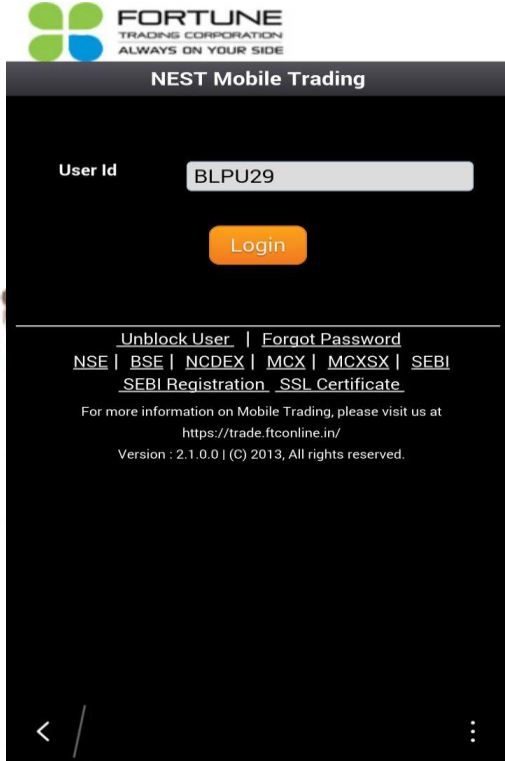 FORTUNE
TRADING CORPORATION
ALWAYS ON YOUR SIDE
NEST Mobile Trading
User Id BLPU29
Login
Unblock User | Forgot Password
NSE | BSE | NCDEX | MCX | MCXSX | SEBI
SEBI Registration SSL Certificate
For more information on Mobile Trading, please visit us at
https://trade.ftconline.in/
Version : 2.1.0.0 | (C) 2013, All rights reserved.